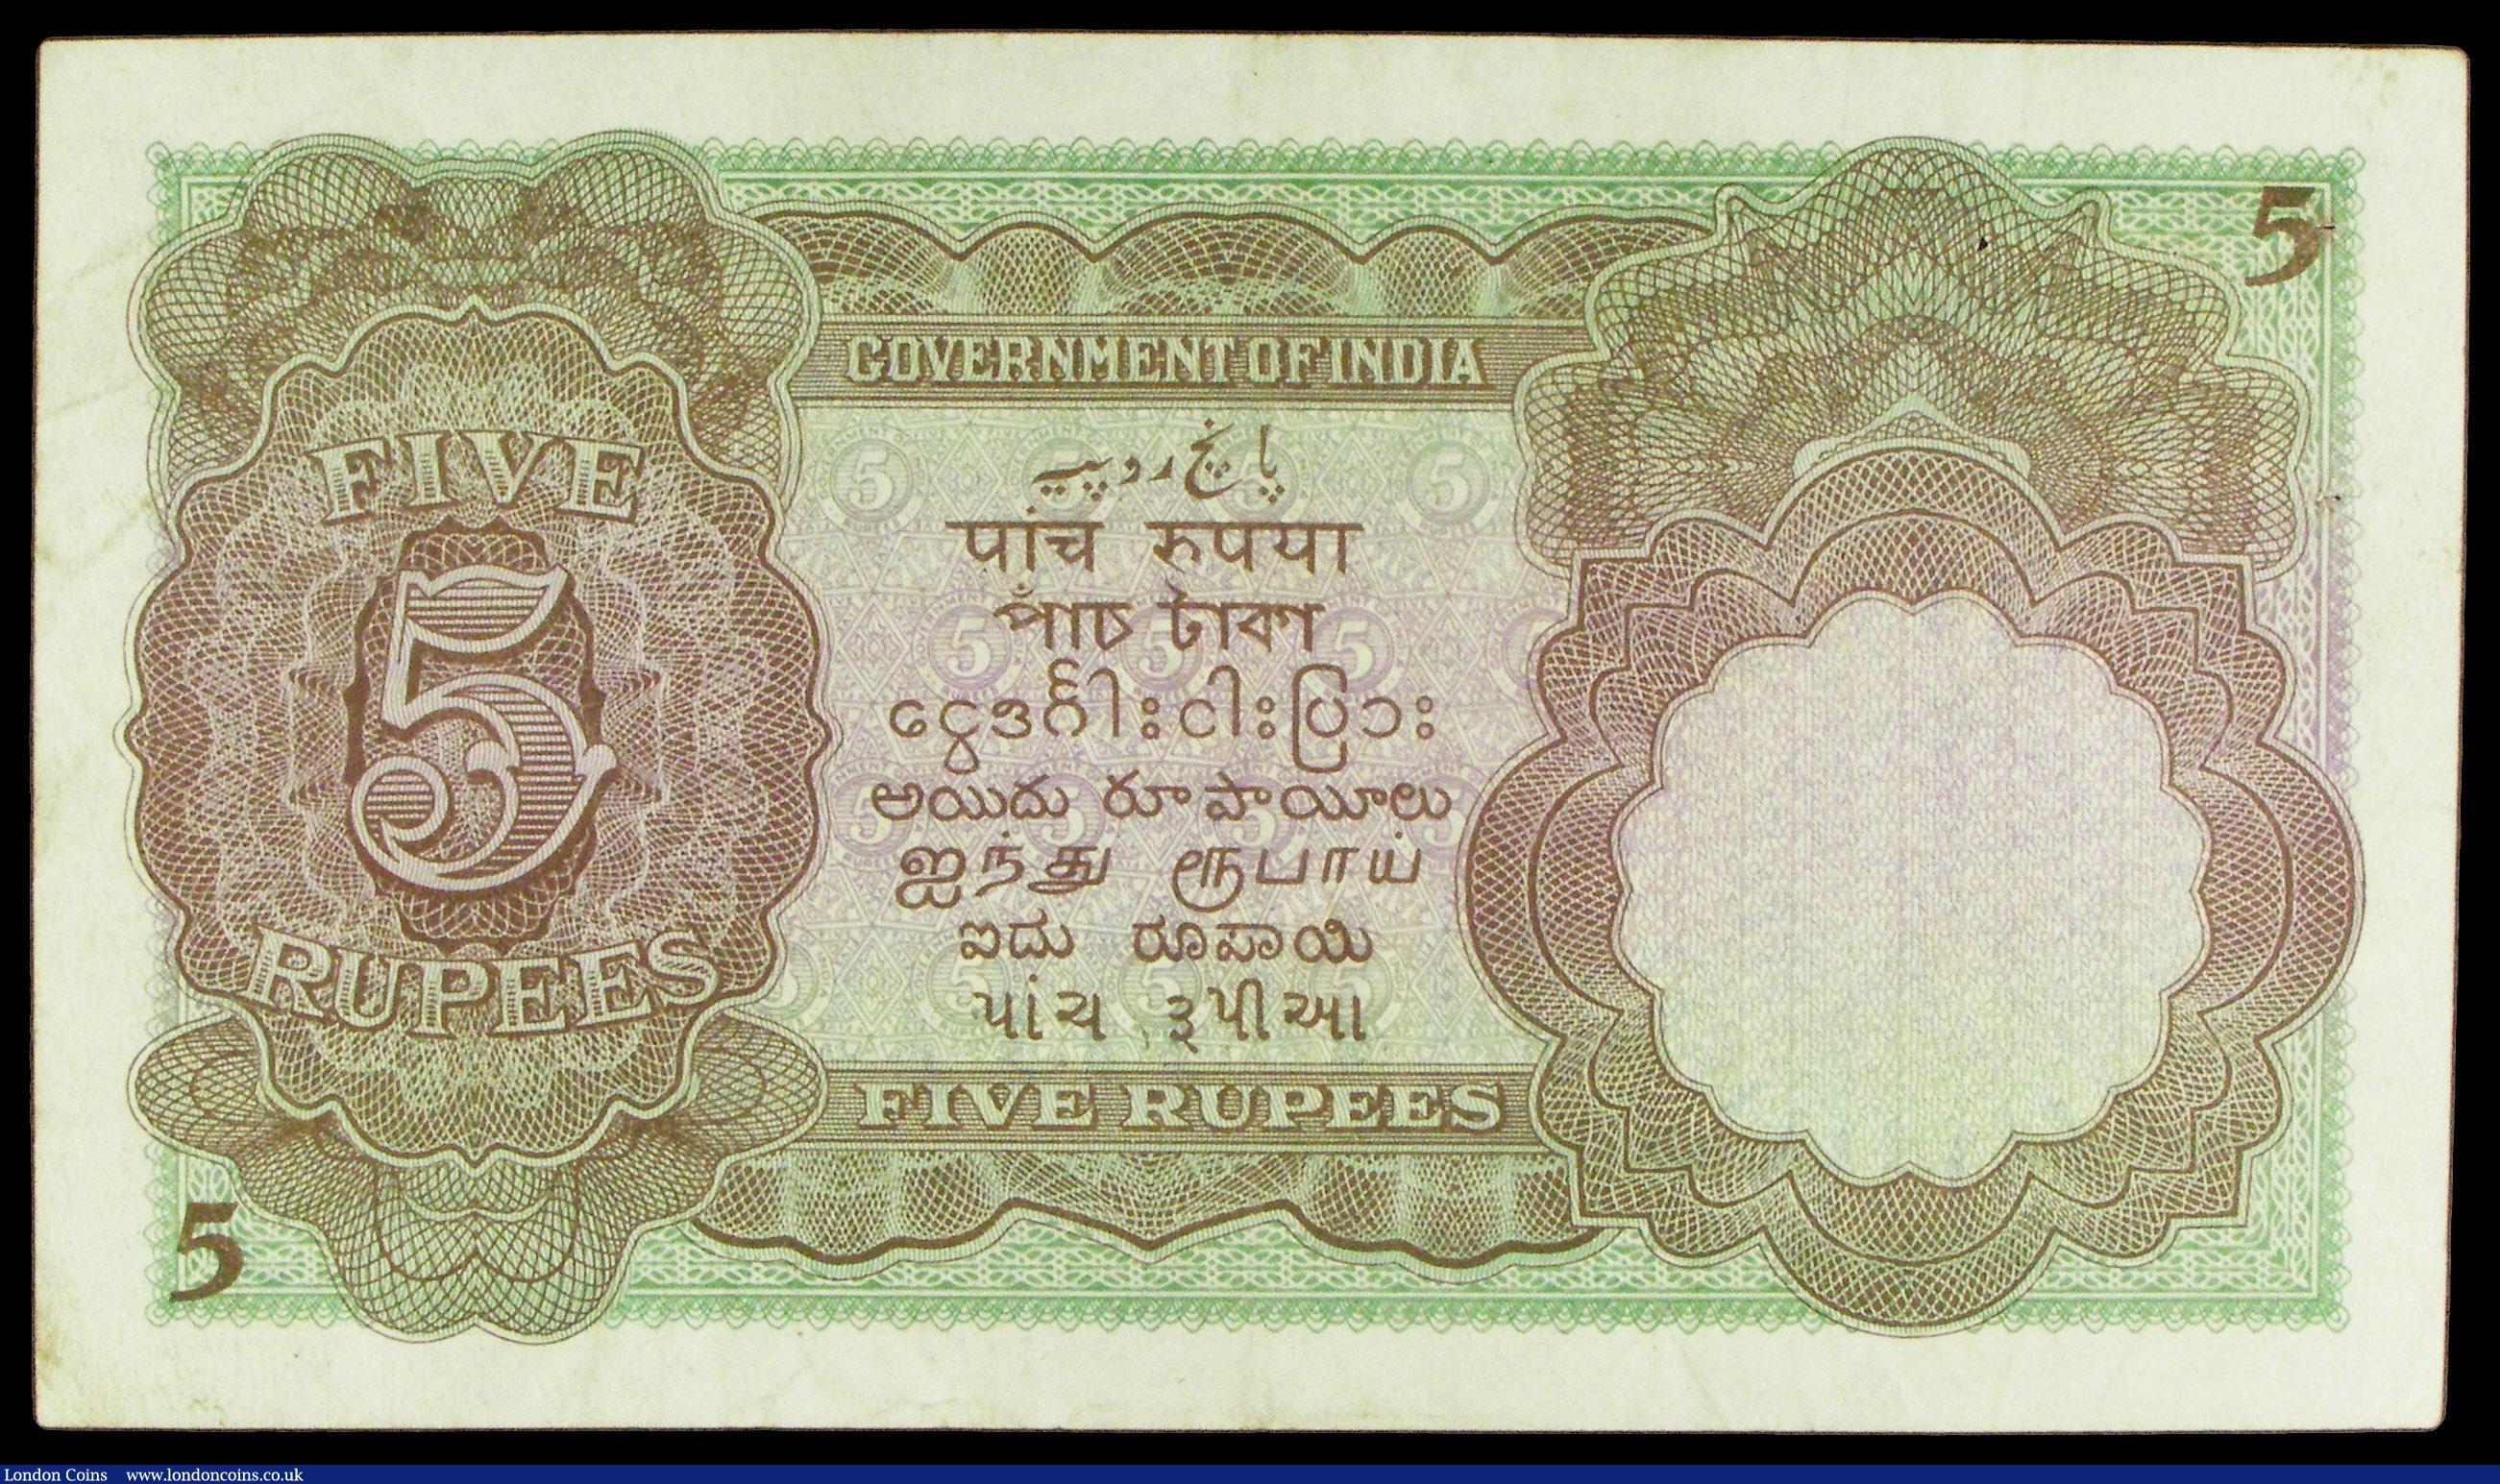 5
GOVERNMENT OF INDIA
FIVE
5
RUPEES
پانچ روپیے
पांच रुपया
পাঁচ টাকা
ငွေဒင်္ဂါးငါးပြား
అయిదు రూపాయీలు
ஐந்து ரூபாய்
ಐದು ರೂಪಾಯಿ
પાંચ રૂપીઆ
FIVE RUPEES
5
London Coins www.londoncoins.co.uk